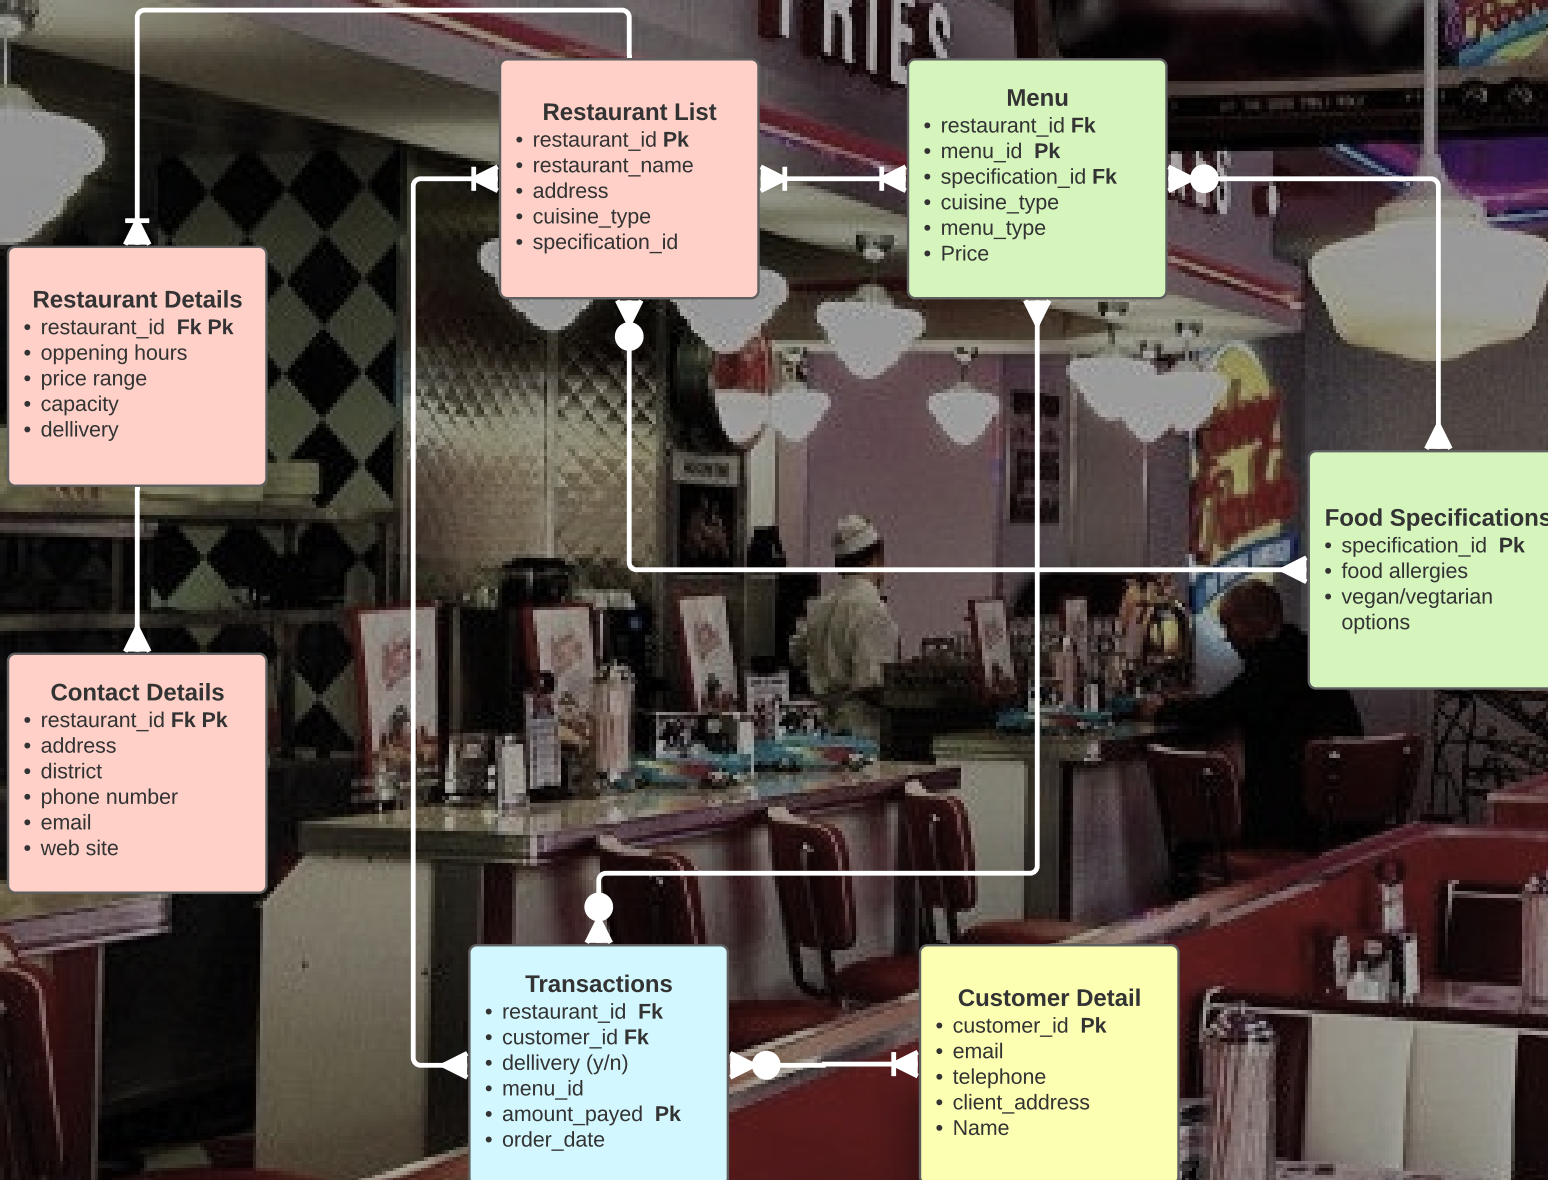 FRIES
Restaurant List
• restaurant_id Pk
• restaurant_name
• address
• cuisine_type
• specification_id
Menu
• restaurant_id Fk
• menu_id Pk
• specification_id Fk
• cuisine_type
• menu_type
• Price
Restaurant Details
• restaurant_id Fk Pk
• oppening hours
• price range
• capacity
• dellivery
Food Specifications
• specification_id Pk
• food allergies
• vegan/vegtarian
options
Contact Details
• restaurant_id Fk Pk
• address
• district
• phone number
• email
• web site
Transactions
• restaurant_id Fk
• customer_id Fk
• dellivery (y/n)
• menu_id
• amount_payed Pk
• order_date
Customer Detail
• customer_id Pk
• email
• telephone
• client_address
• Name